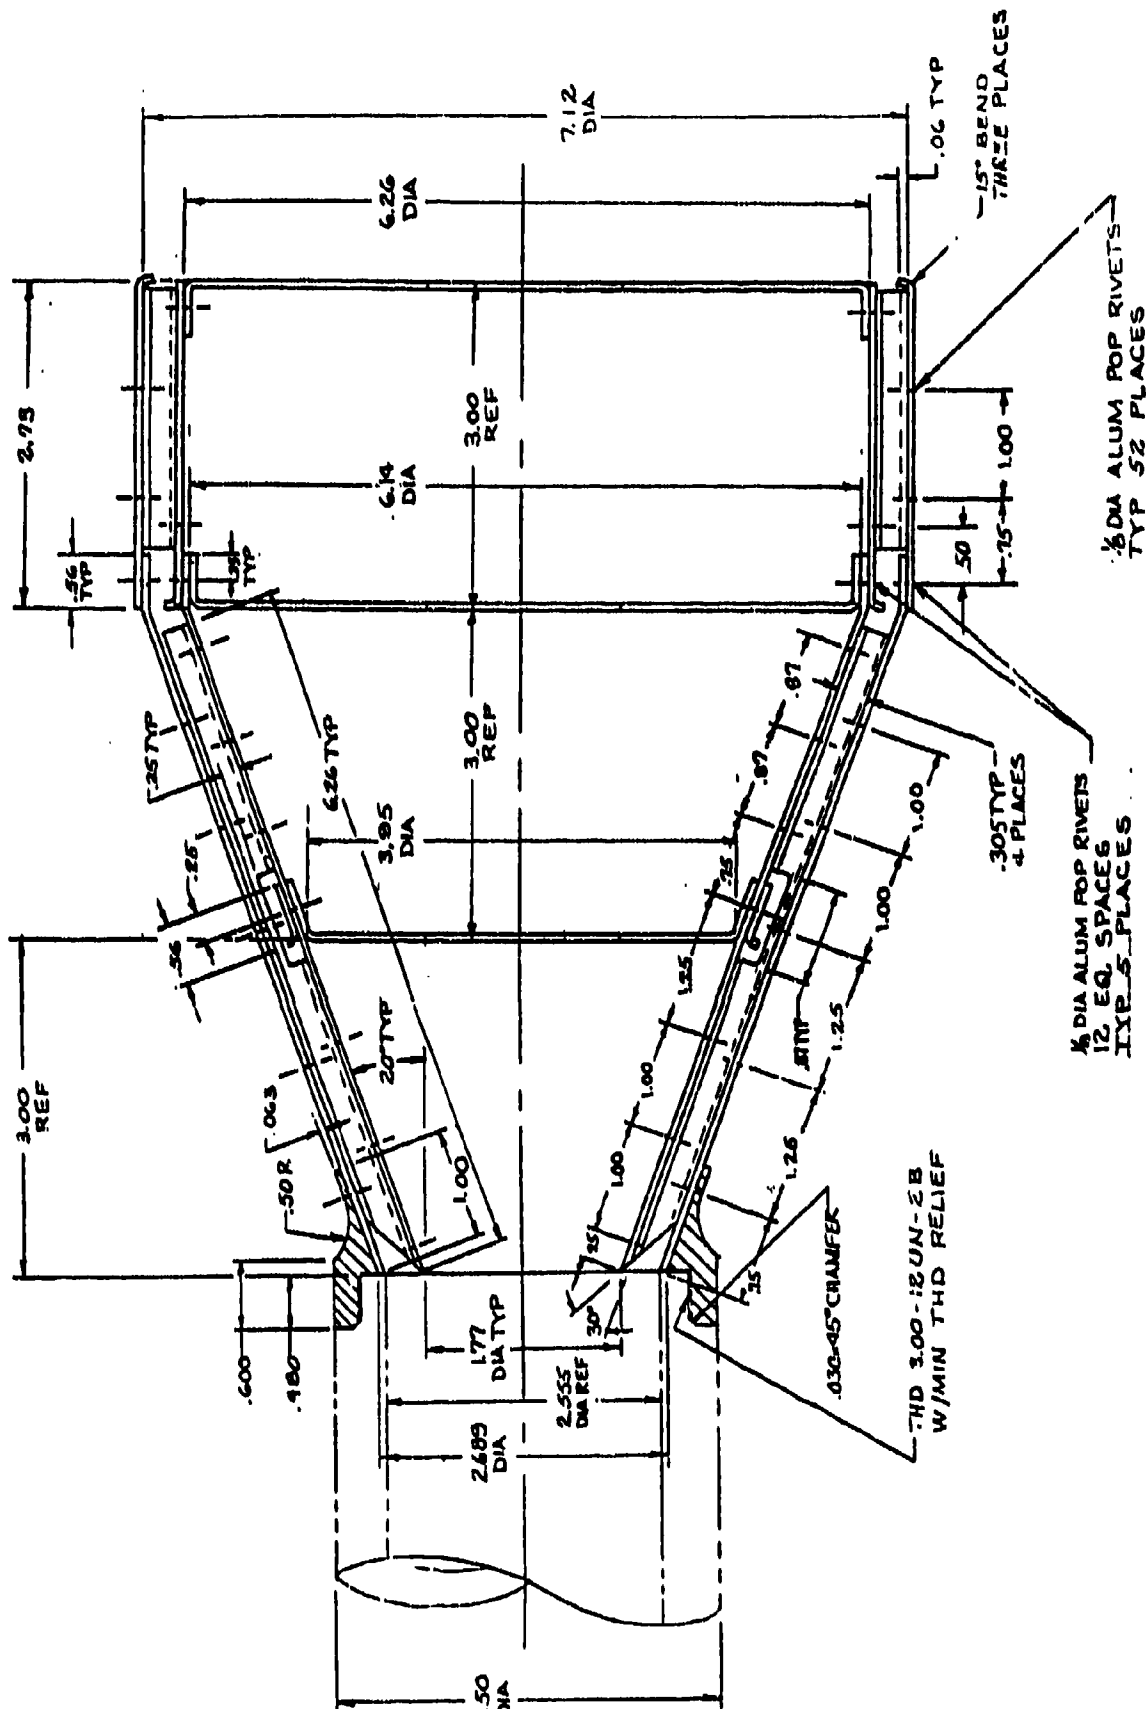 7.12
DIA
.06 TYP
15° BEND
THREE PLACES
6.26
DIA
2.75
3.00
REF
6.14
DIA
.56
TYP
.35
TYP
⅛ DIA ALUM POP RIVETS
TYP 52 PLACES
1.00
.75
.50
3.00
REF
6.26 TYP
.25 TYP
3.95
DIA
.25
.56
.87
.87
.305 TYP
4 PLACES
1.00
1.00
⅛ DIA ALUM POP RIVETS
12 EQ. SPACES
TYP 5 PLACES
.75
1.25
1.25
1.25
3.00
REF
20° TYP
.063
.50R
1.00
1.00
1.00
.25
30°
.75
.030-45° CHAMFER
THD 3.00-12 UN-2B
W/MIN THD RELIEF
.600
.480
1.77
DIA TYP
2.555
DIA REF
2.689
DIA
50